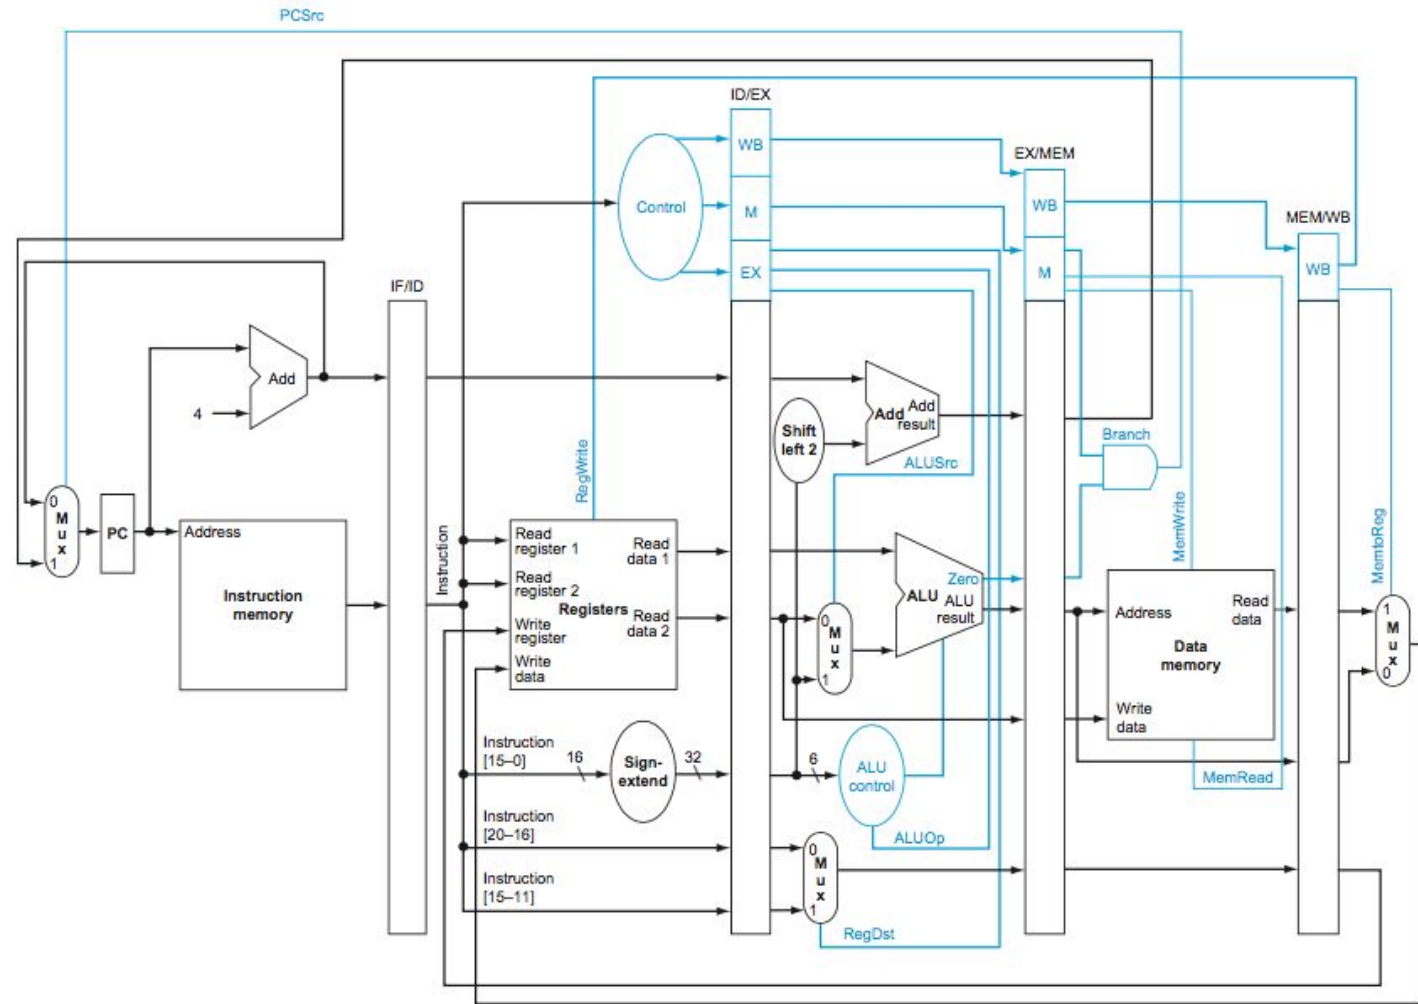 PCSrc
ID/EX
WB
EX/MEM
Control
M
WB
MEM/WB
EX
M
WB
IF/ID
Add
4
Shift
left 2
Add
Add
result
Branch
ALUSrc
RegWrite
MemWrite
MemtoReg
0
M
u
x
1
PC
Address
Instruction
memory
Instruction
Read
register 1
Read
register 2
Registers
Write
register
Write
data
Read
data 1
Read
data 2
0
M
u
x
1
Zero
ALU
ALU
result
Address
Read
data
Data
memory
Write
data
1
M
u
x
0
Instruction
[15–0]
16
Sign-
extend
32
6
ALU
control
MemRead
Instruction
[20–16]
ALUOp
0
M
u
x
1
Instruction
[15–11]
RegDst